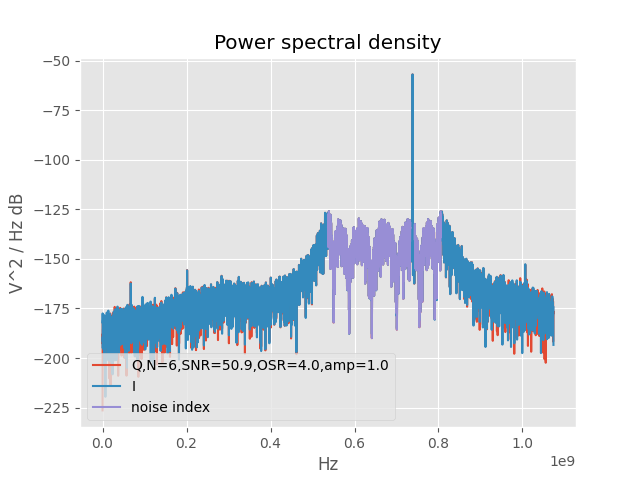 Power spectral density
V^2 / Hz dB
−50
−75
−100
−125
−150
−175
−200
−225
Q,N=6,SNR=50.9,OSR=4.0,amp=1.0
I
noise index
0.0 0.2 0.4 0.6 0.8 1.0
1e9
Hz